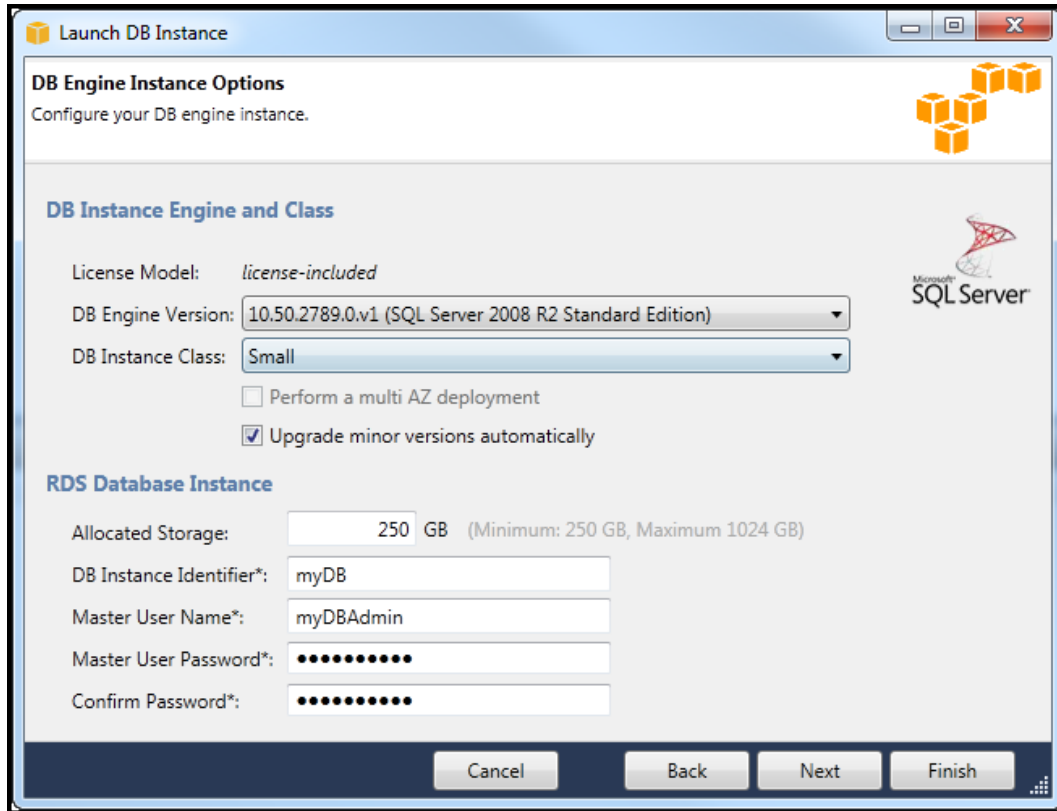 Launch DB Instance
DB Engine Instance Options
Configure your DB engine instance.
DB Instance Engine and Class
License Model: license-included
Microsoft®
SQL Server
DB Engine Version: 10.50.2789.0.v1 (SQL Server 2008 R2 Standard Edition)
DB Instance Class: Small
Perform a multi AZ deployment
Upgrade minor versions automatically
RDS Database Instance
Allocated Storage: 250 GB (Minimum: 250 GB, Maximum 1024 GB)
DB Instance Identifier*: myDB
Master User Name*: myDBAdmin
Master User Password*: ●●●●●●●●●●
Confirm Password*: ●●●●●●●●●●
Cancel Back Next Finish